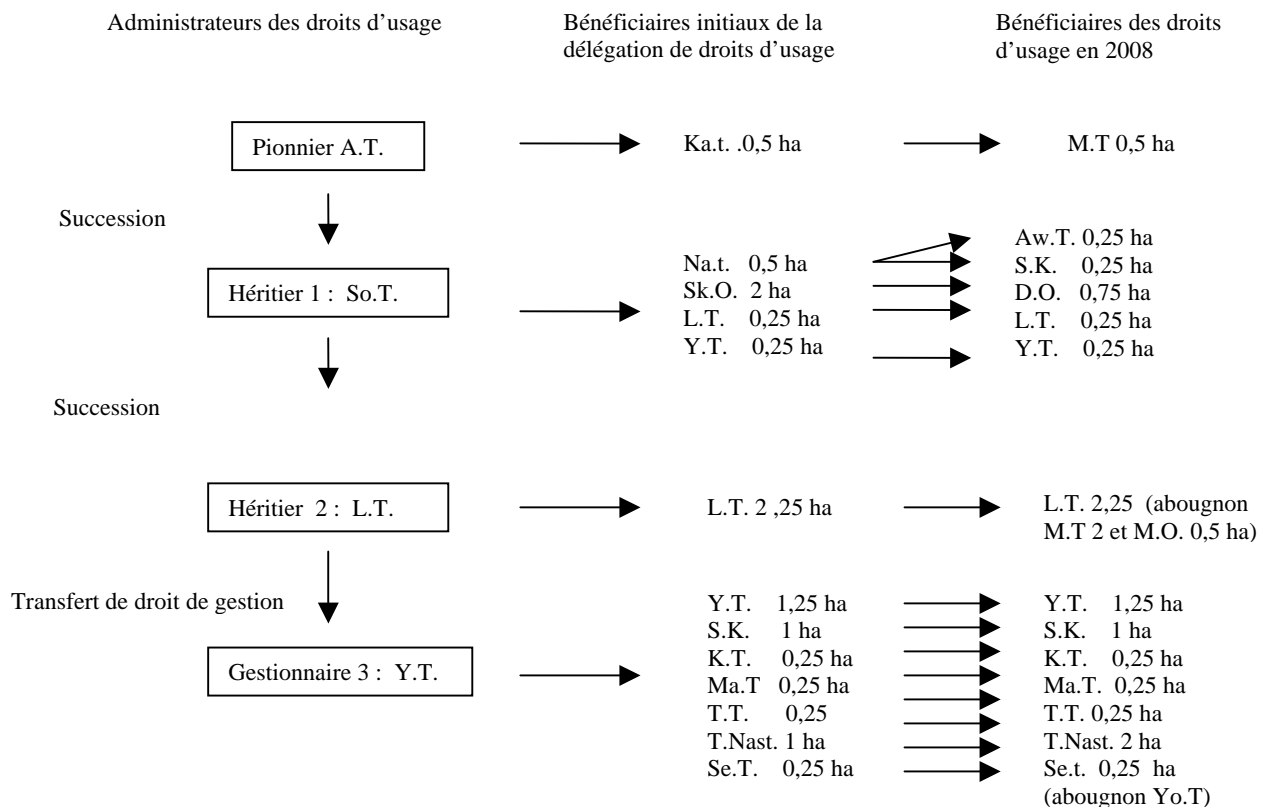 Administrateurs des droits d'usage
Bénéficiaires initiaux de la
délégation de droits d'usage
Bénéficiaires des droits
d'usage en 2008
Pionnier A.T.
Ka.t. .0,5 ha
M.T 0,5 ha
Succession
Héritier 1 : So.T.
Na.t. 0,5 ha
Sk.O. 2 ha
L.T. 0,25 ha
Y.T. 0,25 ha
Aw.T. 0,25 ha
S.K. 0,25 ha
D.O. 0,75 ha
L.T. 0,25 ha
Y.T. 0,25 ha
Succession
Héritier 2 : L.T.
L.T. 2 ,25 ha
L.T. 2,25 (abougnon
M.T 2 et M.O. 0,5 ha)
Transfert de droit de gestion
Gestionnaire 3 : Y.T.
Y.T. 1,25 ha
S.K. 1 ha
K.T. 0,25 ha
Ma.T 0,25 ha
T.T. 0,25
T.Nast. 1 ha
Se.T. 0,25 ha
Y.T. 1,25 ha
S.K. 1 ha
K.T. 0,25 ha
Ma.T. 0,25 ha
T.T. 0,25 ha
T.Nast. 2 ha
Se.t. 0,25 ha
(abougnon Yo.T)